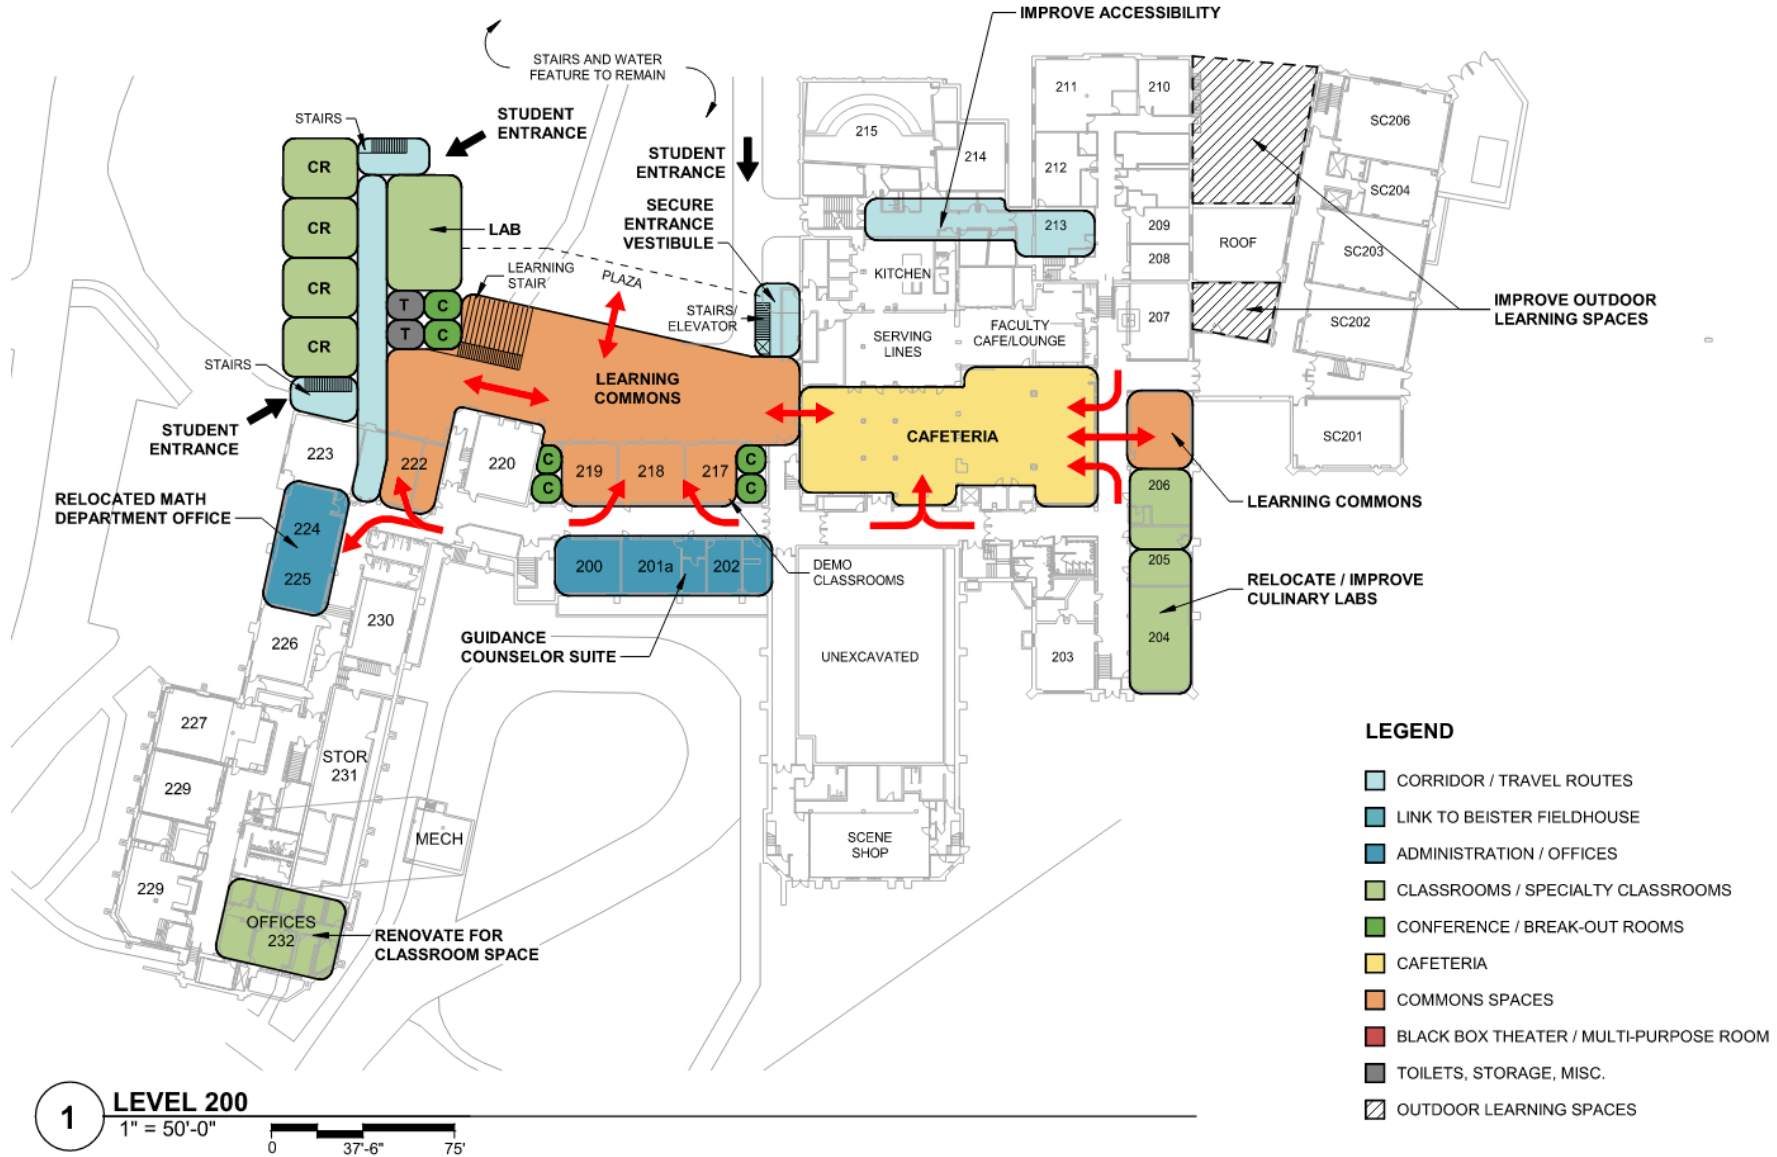 IMPROVE ACCESSIBILITY
STAIRS AND WATER
FEATURE TO REMAIN
STAIRS
STUDENT
ENTRANCE
STUDENT
ENTRANCE
SECURE
ENTRANCE
VESTIBULE
CR
CR
CR
CR
LAB
LEARNING
STAIR
PLAZA
T
C
T
C
STAIRS/
ELEVATOR
STAIRS
STUDENT
ENTRANCE
LEARNING
COMMONS
215
214
211
210
212
213
209
208
207
KITCHEN
SERVING
LINES
FACULTY
CAFE/LOUNGE
ROOF
SC206
SC204
SC203
SC202
SC201
IMPROVE OUTDOOR
LEARNING SPACES
CAFETERIA
LEARNING COMMONS
223
222
220
C
C
219
218
217
C
C
206
205
204
203
RELOCATE / IMPROVE
CULINARY LABS
RELOCATED MATH
DEPARTMENT OFFICE
224
225
200
201a
202
DEMO
CLASSROOMS
GUIDANCE
COUNSELOR SUITE
UNEXCAVATED
230
226
227
STOR
231
229
MECH
229
SCENE
SHOP
OFFICES
232
RENOVATE FOR
CLASSROOM SPACE
LEGEND
CORRIDOR / TRAVEL ROUTES
LINK TO BEISTER FIELDHOUSE
ADMINISTRATION / OFFICES
CLASSROOMS / SPECIALTY CLASSROOMS
CONFERENCE / BREAK-OUT ROOMS
CAFETERIA
COMMONS SPACES
BLACK BOX THEATER / MULTI-PURPOSE ROOM
TOILETS, STORAGE, MISC.
OUTDOOR LEARNING SPACES
1
LEVEL 200
1" = 50'-0"
0
37'-6"
75'